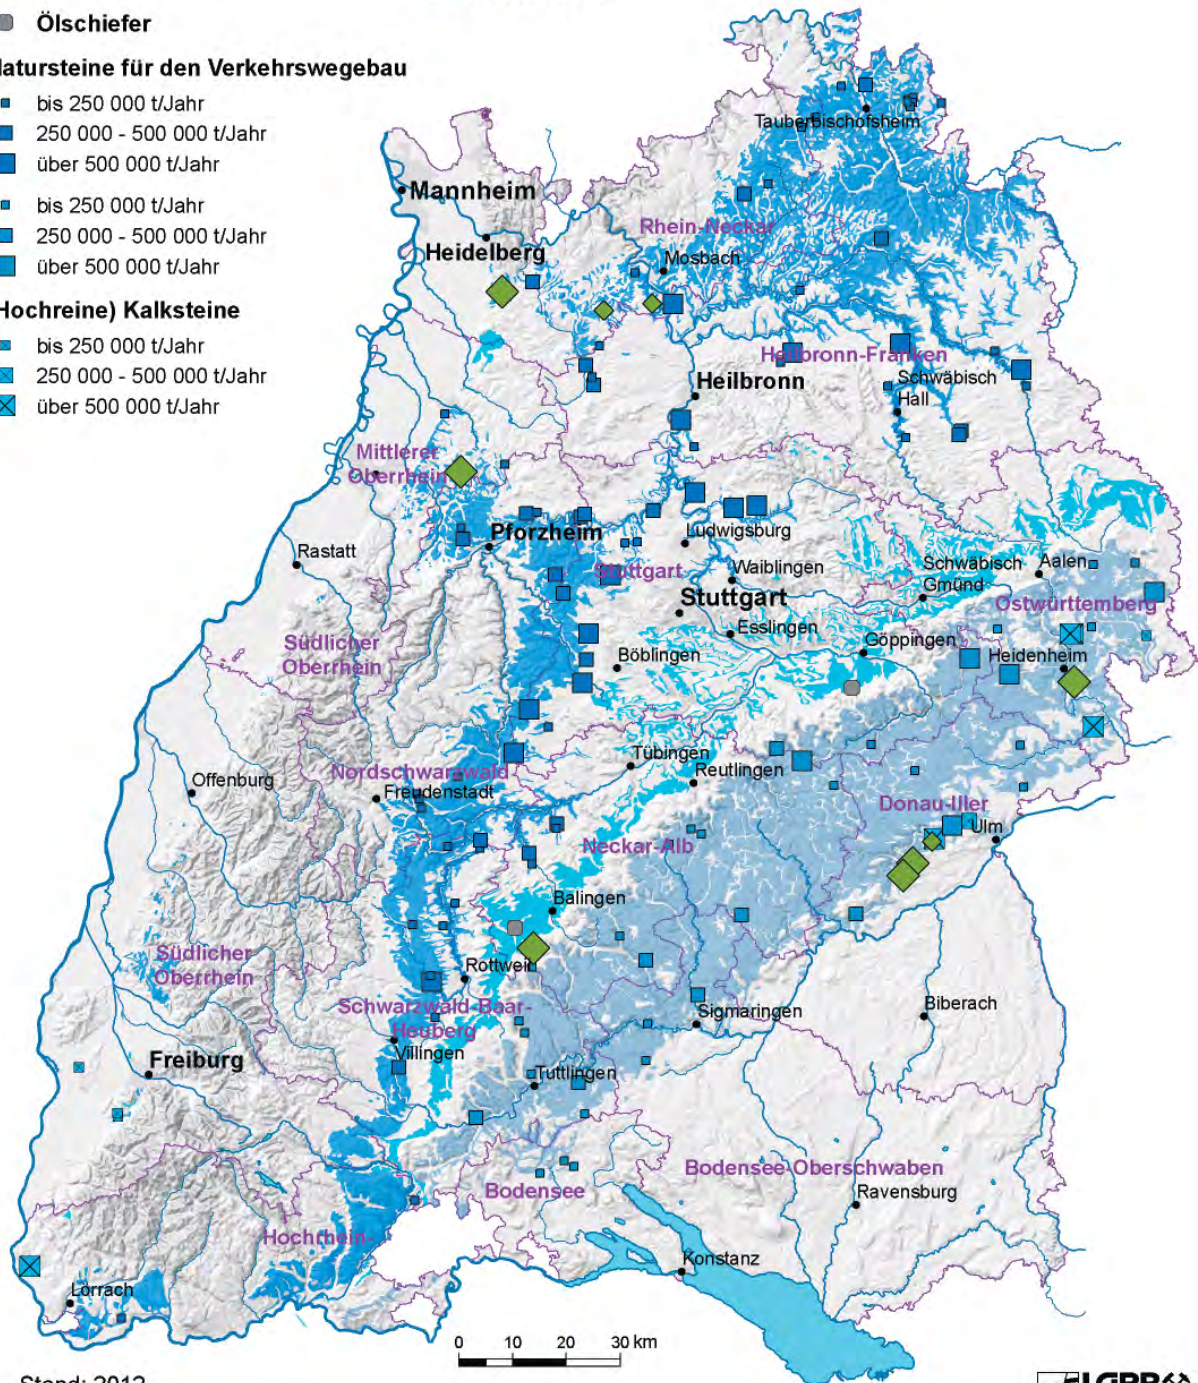 Ölschiefer
Natursteine für den Verkehrswegebau
bis 250 000 t/Jahr
250 000 - 500 000 t/Jahr
über 500 000 t/Jahr
bis 250 000 t/Jahr
250 000 - 500 000 t/Jahr
über 500 000 t/Jahr
(Hochreine) Kalksteine
bis 250 000 t/Jahr
250 000 - 500 000 t/Jahr
über 500 000 t/Jahr
Tauberbischofsheim
Mannheim
Rhein-Neckar
Heidelberg
Mosbach
Heilbronn-Franken
Heilbronn
Schwäbisch
Hall
Mittlerer
Oberrhein
Pforzheim
Ludwigsburg
Rastatt
Stuttgart
Waiblingen
Schwäbisch
Gmünd
Aalen
Stuttgart
Ostwürttemberg
Esslingen
Südlicher
Oberrhein
Böblingen
Göppingen
Heidenheim
Tübingen
Reutlingen
Nordschwarzwald
Offenburg
Freudenstadt
Donau-Iller
Ulm
Neckar-Alb
Balingen
Südlicher
Oberrhein
Rottweil
Schwarzwald-Baar-
Heuberg
Sigmaringen
Biberach
Villingen
Freiburg
Tuttlingen
Bodensee-Oberschwaben
Bodensee
Ravensburg
Hochrhein-
Konstanz
Lörrach
0 10 20 30 km
Stand: 2012
LGRB